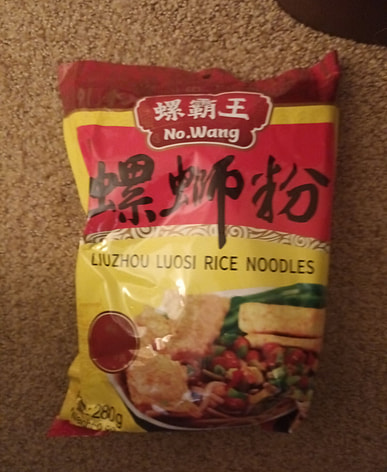 螺霸王
No.Wang
螺蛳粉
LIUZHOU LUOSI RICE NOODLES
280g